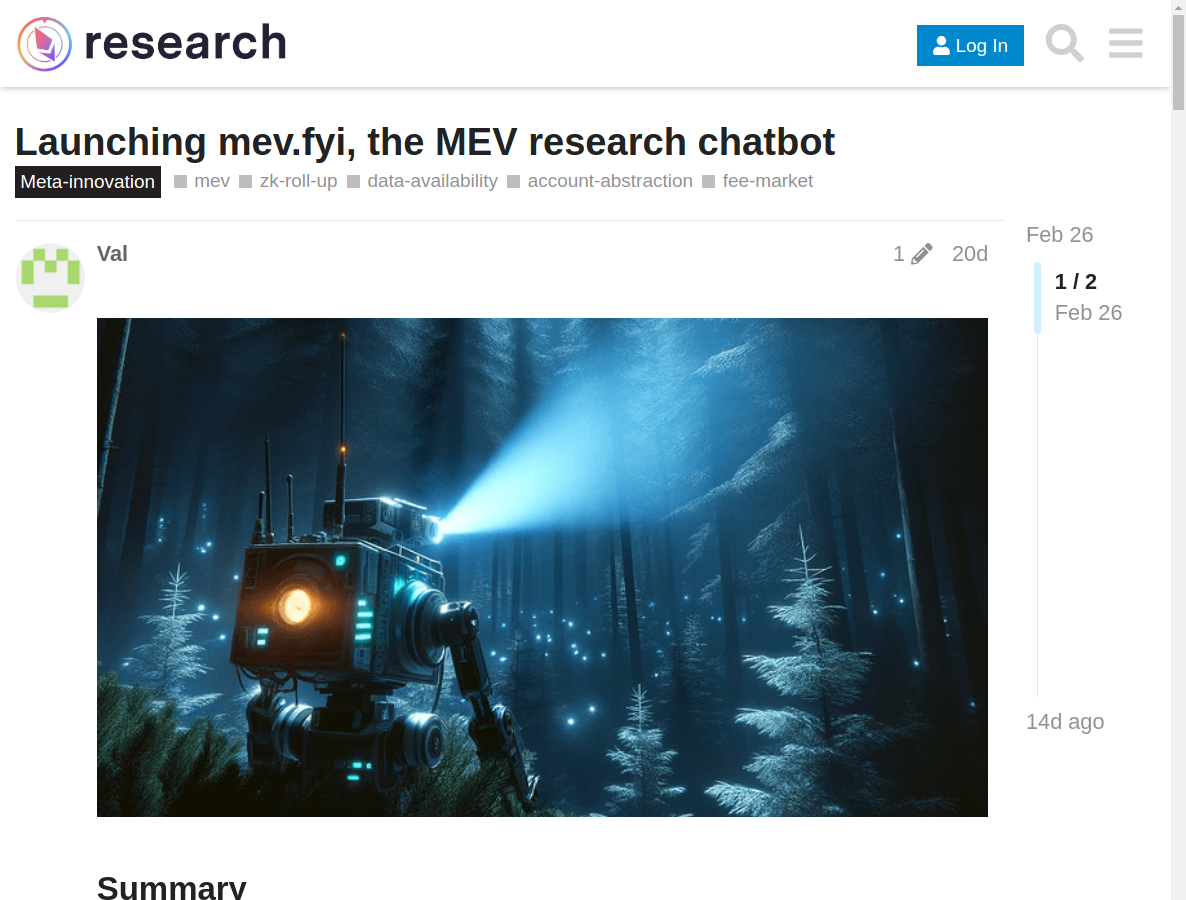 research
Log In
Launching mev.fyi, the MEV research chatbot
Meta-innovation mev zk-roll-up data-availability account-abstraction fee-market
Feb 26
Val 1 20d
1 / 2
Feb 26
14d ago
Summary